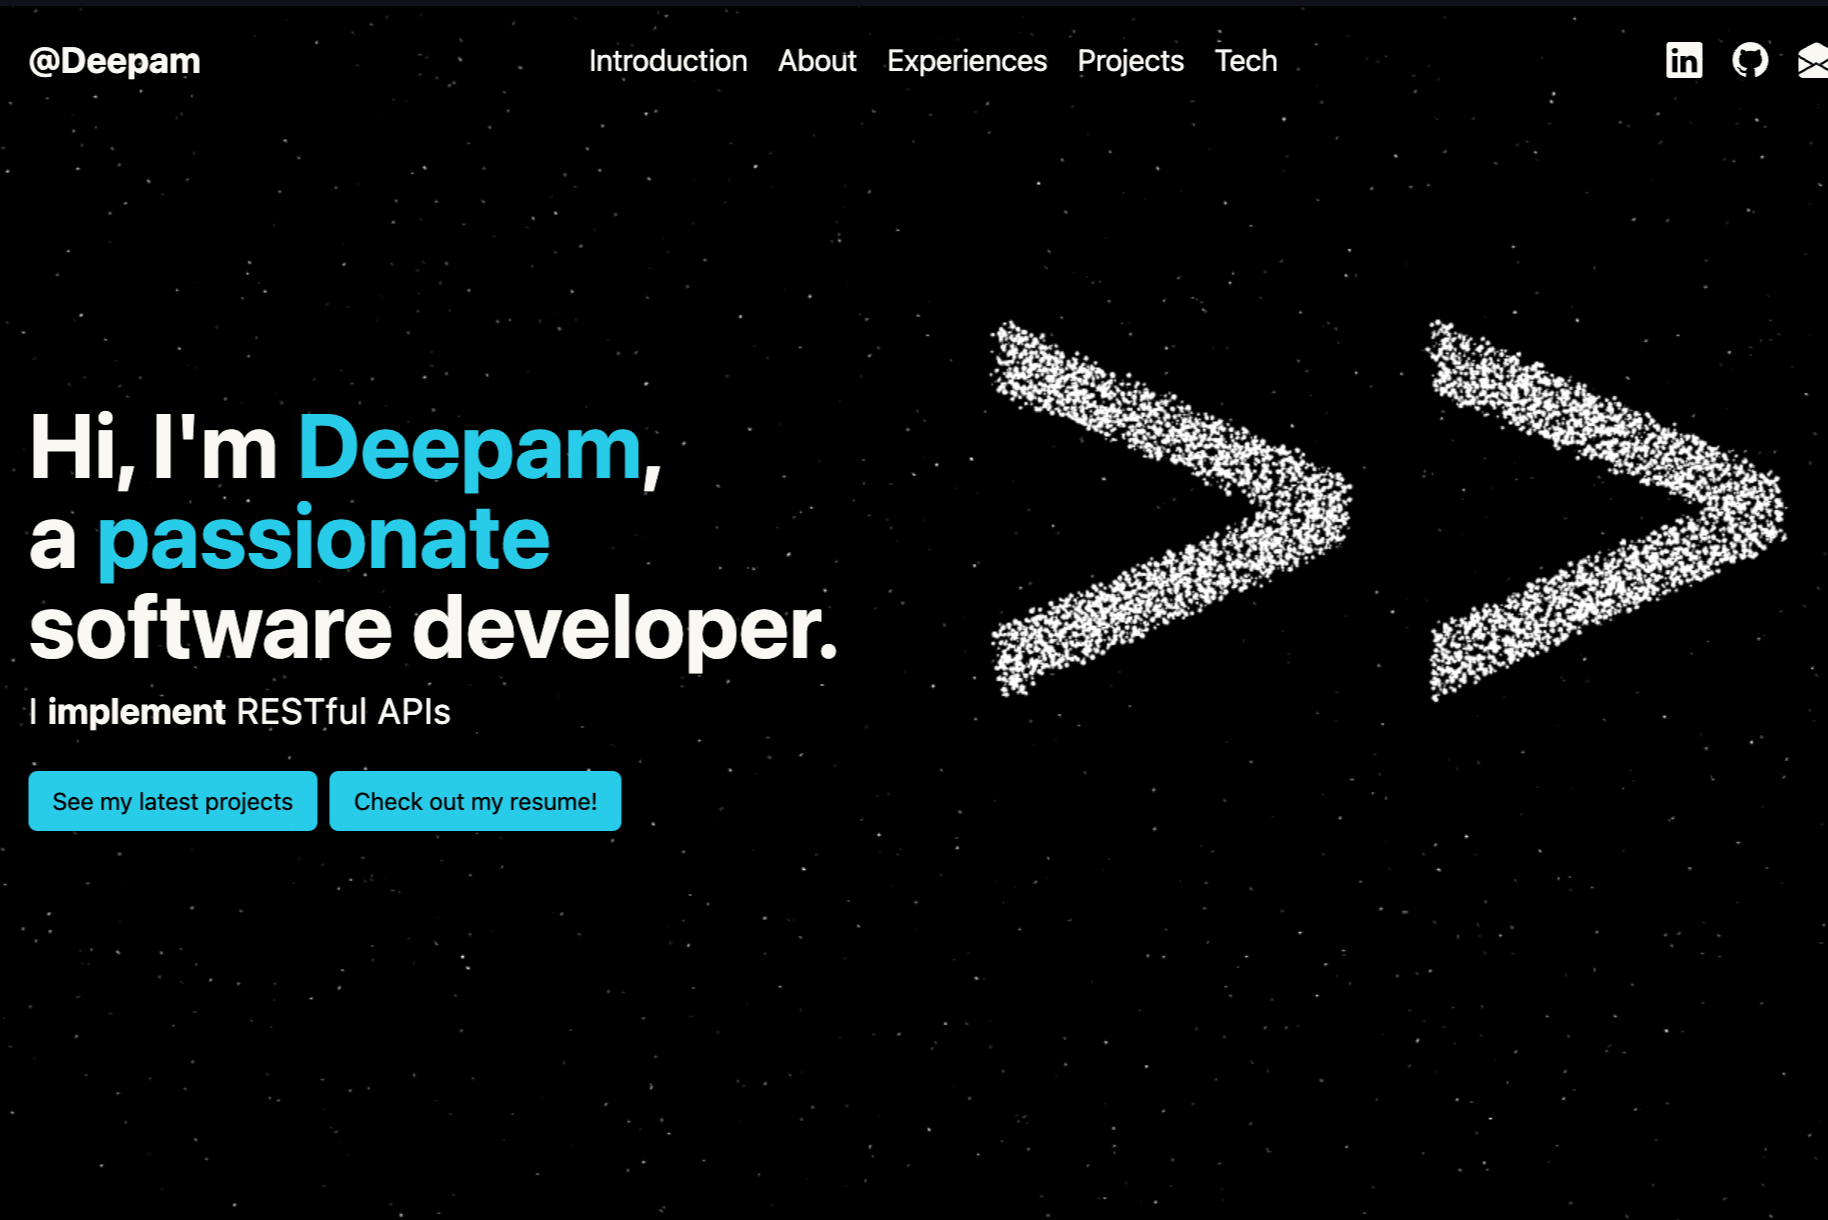 @Deepam
Introduction About Experiences Projects Tech
Hi, I'm Deepam,
a passionate
software developer.
I implement RESTful APIs
See my latest projects
Check out my resume!